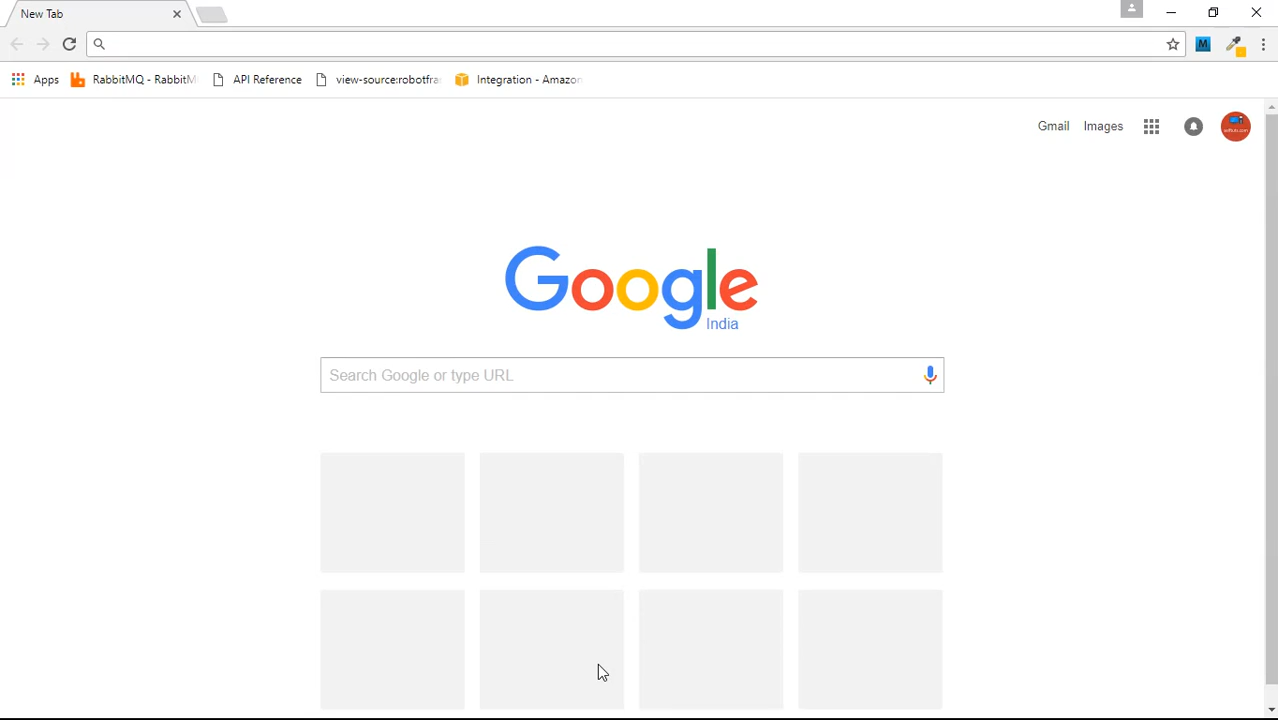 New Tab
Apps
RabbitMQ - RabbitM
API Reference
view-source:robotfra
Integration - Amazon
Gmail
Images
Google
India
Search Google or type URL